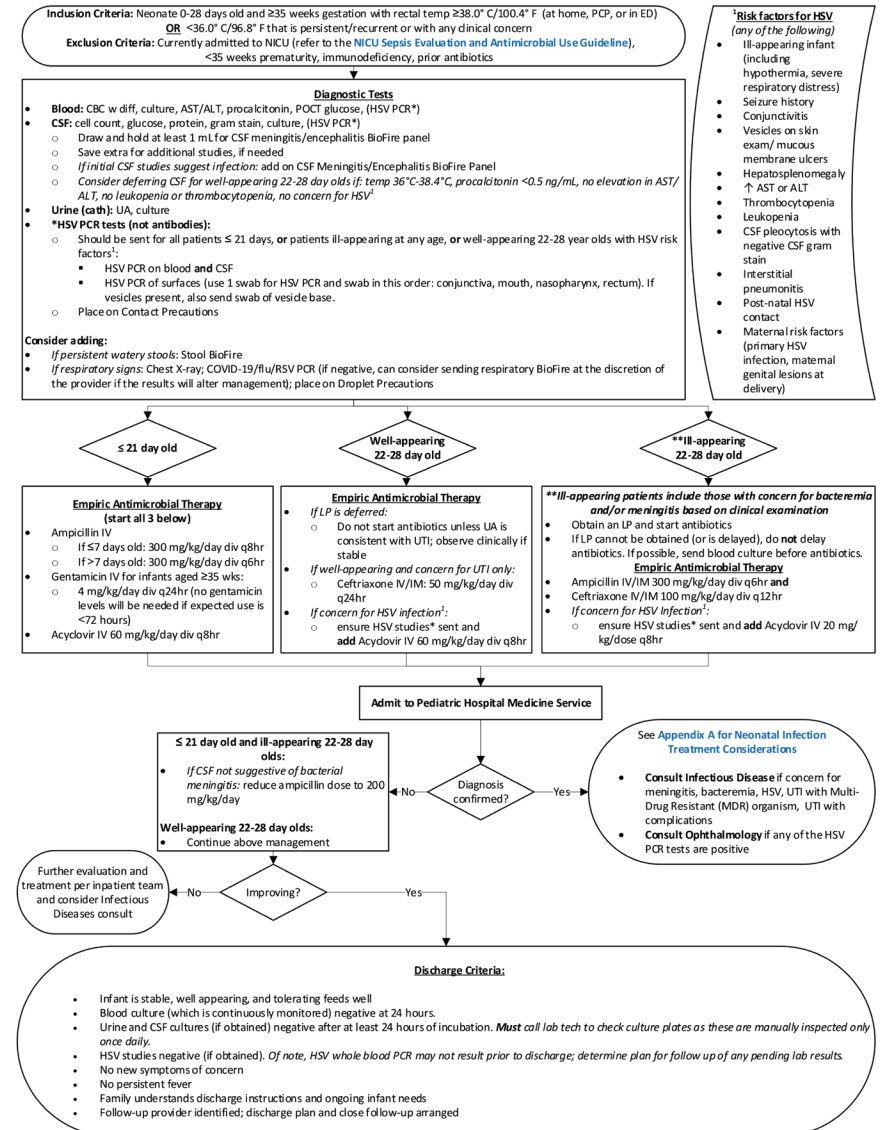 Inclusion Criteria: Neonate 0-28 days old and ≥35 weeks gestation with rectal temp ≥38.0° C/100.4° F (at home, PCP, or in ED)
OR <36.0° C/96.8° F that is persistent/recurrent or with any clinical concern
Exclusion Criteria: Currently admitted to NICU (refer to the NICU Sepsis Evaluation and Antimicrobial Use Guideline),
<35 weeks prematurity, immunodeficiency, prior antibiotics
Diagnostic Tests
• Blood: CBC w diff, culture, AST/ALT, procalcitonin, POCT glucose, (HSV PCR*)
• CSF: cell count, glucose, protein, gram stain, culture, (HSV PCR*)
o Draw and hold at least 1 mL for CSF meningitis/encephalitis BioFire panel
o Save extra for additional studies, if needed
o If initial CSF studies suggest infection: add on CSF Meningitis/Encephalitis BioFire Panel
o Consider deferring CSF for well-appearing 22-28 day olds if: temp 36°C-38.4°C, procalcitonin <0.5 ng/mL, no elevation in AST/
ALT, no leukopenia or thrombocytopenia, no concern for HSV1
• Urine (cath): UA, culture
• *HSV PCR tests (not antibodies):
o Should be sent for all patients ≤ 21 days, or patients ill-appearing at any age, or well-appearing 22-28 year olds with HSV risk
factors1:
▪ HSV PCR on blood and CSF
▪ HSV PCR of surfaces (use 1 swab for HSV PCR and swab in this order: conjunctiva, mouth, nasopharynx, rectum). If
vesicles present, also send swab of vesicle base.
o Place on Contact Precautions
Consider adding:
• If persistent watery stools: Stool BioFire
• If respiratory signs: Chest X-ray; COVID-19/flu/RSV PCR (if negative, can consider sending respiratory BioFire at the discretion of
the provider if the results will alter management); place on Droplet Precautions
1Risk factors for HSV
(any of the following)
• Ill-appearing infant
(including
hypothermia, severe
respiratory distress)
• Seizure history
• Conjunctivitis
• Vesicles on skin
exam/ mucous
membrane ulcers
• Hepatosplenomegaly
• ↑ AST or ALT
• Thrombocytopenia
• Leukopenia
• CSF pleocytosis with
negative CSF gram
stain
• Interstitial
pneumonitis
• Post-natal HSV
contact
• Maternal risk factors
(primary HSV
infection, maternal
genital lesions at
delivery)
≤ 21 day old
Well-appearing
22-28 day old
**Ill-appearing
22-28 day old
Empiric Antimicrobial Therapy
(start all 3 below)
• Ampicillin IV
o If ≤7 days old: 300 mg/kg/day div q8hr
o If >7 days old: 300 mg/kg/day div q6hr
• Gentamicin IV for infants aged ≥35 wks:
o 4 mg/kg/day div q24hr (no gentamicin
levels will be needed if expected use is
<72 hours)
• Acyclovir IV 60 mg/kg/day div q8hr
Empiric Antimicrobial Therapy
• If LP is deferred:
o Do not start antibiotics unless UA is
consistent with UTI; observe clinically if
stable
• If well-appearing and concern for UTI only:
o Ceftriaxone IV/IM: 50 mg/kg/day div
q24hr
• If concern for HSV infection1:
o ensure HSV studies* sent and
add Acyclovir IV 60 mg/kg/day div q8hr
**Ill-appearing patients include those with concern for bacteremia
and/or meningitis based on clinical examination
• Obtain an LP and start antibiotics
• If LP cannot be obtained (or is delayed), do not delay
antibiotics. If possible, send blood culture before antibiotics.
Empiric Antimicrobial Therapy
• Ampicillin IV/IM 300 mg/kg/day div q6hr and
• Ceftriaxone IV/IM 100 mg/kg/day div q12hr
• If concern for HSV Infection1:
o ensure HSV studies* sent and add Acyclovir IV 20 mg/
kg/dose q8hr
Admit to Pediatric Hospital Medicine Service
≤ 21 day old and ill-appearing 22-28 day
olds:
• If CSF not suggestive of bacterial
meningitis: reduce ampicillin dose to 200
mg/kg/day
Well-appearing 22-28 day olds:
• Continue above management
No
Diagnosis
confirmed?
Yes
See Appendix A for Neonatal Infection
Treatment Considerations
• Consult Infectious Disease if concern for
meningitis, bacteremia, HSV, UTI with Multi-
Drug Resistant (MDR) organism, UTI with
complications
• Consult Ophthalmology if any of the HSV
PCR tests are positive
Further evaluation and
treatment per inpatient team
and consider Infectious
Diseases consult
No
Improving?
Yes
Discharge Criteria:
• Infant is stable, well appearing, and tolerating feeds well
• Blood culture (which is continuously monitored) negative at 24 hours.
• Urine and CSF cultures (if obtained) negative after at least 24 hours of incubation. Must call lab tech to check culture plates as these are manually inspected only
once daily.
• HSV studies negative (if obtained). Of note, HSV whole blood PCR may not result prior to discharge; determine plan for follow up of any pending lab results.
• No new symptoms of concern
• No persistent fever
• Family understands discharge instructions and ongoing infant needs
• Follow-up provider identified; discharge plan and close follow-up arranged